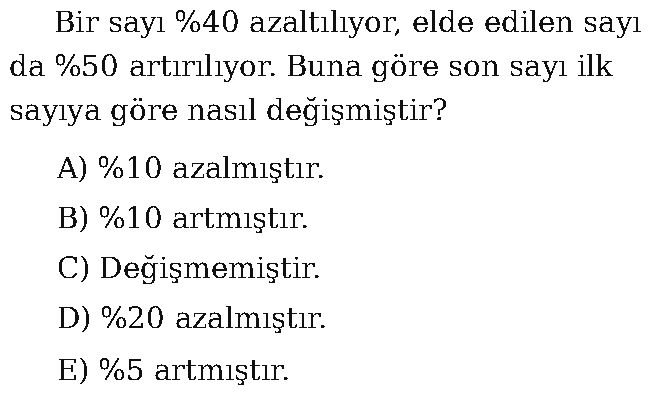 Bir sayı %40 azaltılıyor, elde edilen sayı
da %50 artırılıyor. Buna göre son sayı ilk
sayıya göre nasıl değişmiştir?
A) %10 azalmıştır.
B) %10 artmıştır.
C) Değişmemiştir.
D) %20 azalmıştır.
E) %5 artmıştır.